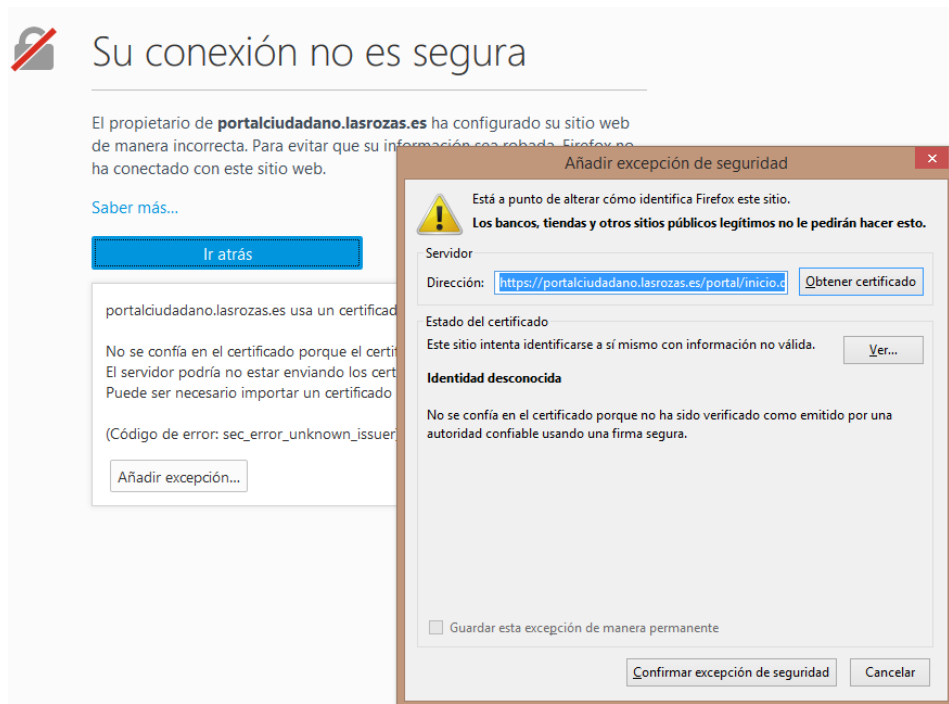 Su conexión no es segura
El propietario de portalciudadano.lasrozas.es ha configurado su sitio web
de manera incorrecta. Para evitar que su información sea robada, Firefox no
ha conectado con este sitio web.
Saber más...
Ir atrás
portalciudadano.lasrozas.es usa un certificad
No se confía en el certificado porque el certi
El servidor podría no estar enviando los cert
Puede ser necesario importar un certificado
(Código de error: sec_error_unknown_issuer)
Añadir excepción...
Añadir excepción de seguridad
Está a punto de alterar cómo identifica Firefox este sitio.
Los bancos, tiendas y otros sitios públicos legítimos no le pedirán hacer esto.
Servidor
Dirección: https://portalciudadano.lasrozas.es/portal/inicio.c Obtener certificado
Estado del certificado
Este sitio intenta identificarse a sí mismo con información no válida. Ver...
Identidad desconocida
No se confía en el certificado porque no ha sido verificado como emitido por una
autoridad confiable usando una firma segura.
Guardar esta excepción de manera permanente
Confirmar excepción de seguridad Cancelar